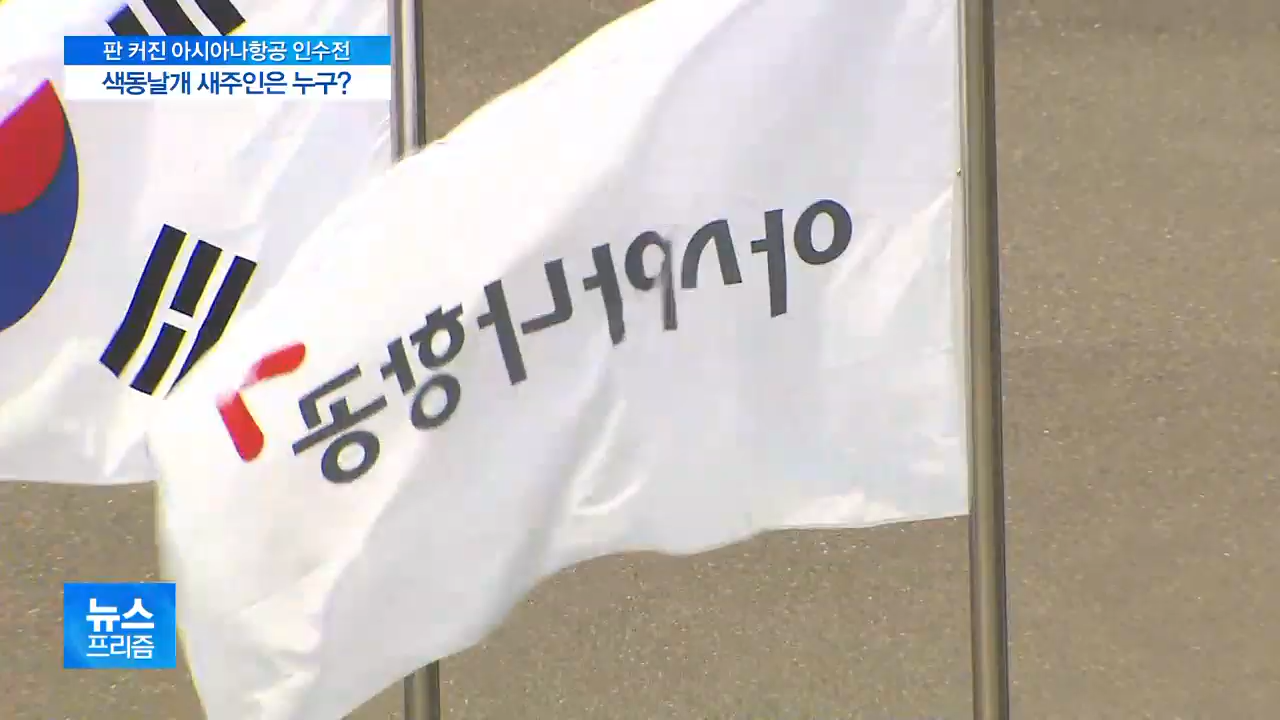 판 커진 아시아나항공 인수전
색동날개 새주인은 누구?
아시아나항공
뉴스
프리즘